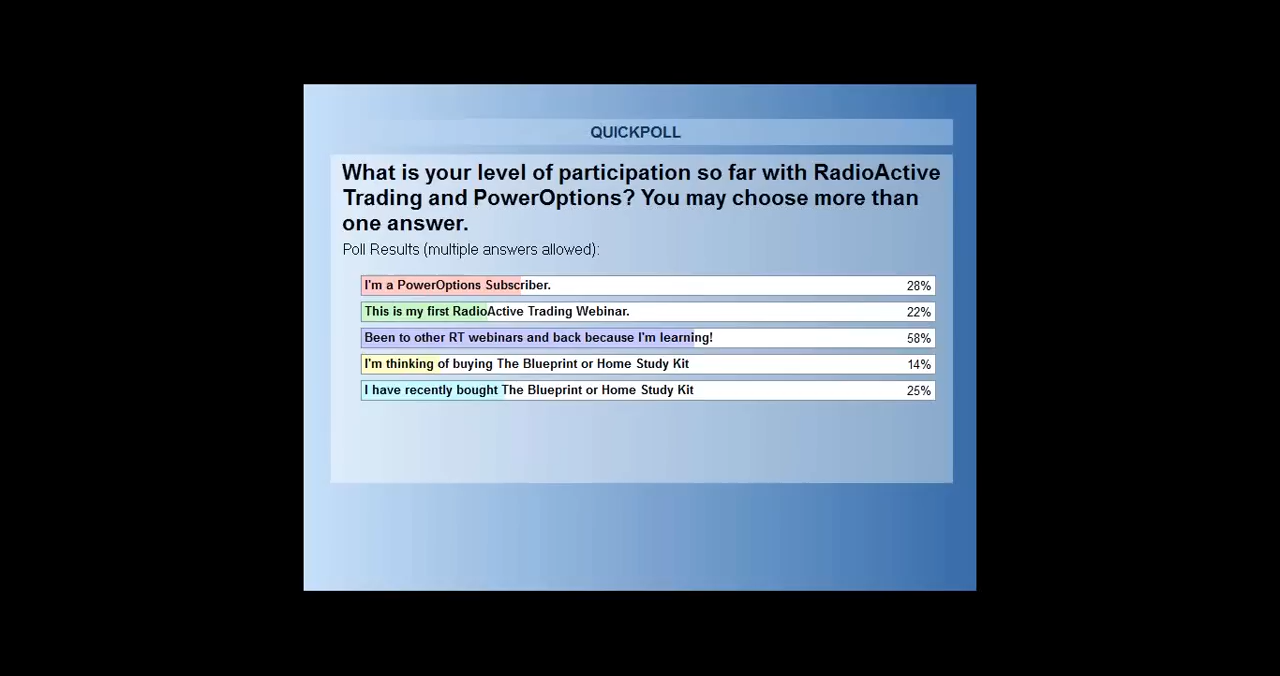 QUICKPOLL
What is your level of participation so far with RadioActive
Trading and PowerOptions? You may choose more than
one answer.
Poll Results (multiple answers allowed):
I'm a PowerOptions Subscriber. 28%
This is my first RadioActive Trading Webinar. 22%
Been to other RT webinars and back because I'm learning! 58%
I'm thinking of buying The Blueprint or Home Study Kit 14%
I have recently bought The Blueprint or Home Study Kit 25%